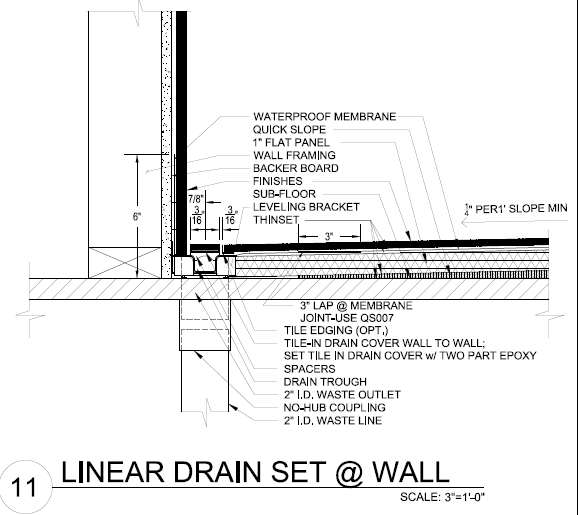 WATERPROOF MEMBRANE
QUICK SLOPE
1" FLAT PANEL
WALL FRAMING
BACKER BOARD
FINISHES
SUB-FLOOR
LEVELING BRACKET
THINSET
7/8"
3/16"
3/16"
6"
3"
1/4" PER1' SLOPE MIN
3" LAP @ MEMBRANE
JOINT-USE QS007
TILE EDGING (OPT,)
TILE-IN DRAIN COVER WALL TO WALL;
SET TILE IN DRAIN COVER w/ TWO PART EPOXY
SPACERS
DRAIN TROUGH
2" I.D. WASTE OUTLET
NO-HUB COUPLING
2" I.D. WASTE LINE
11 LINEAR DRAIN SET @ WALL
SCALE: 3"=1'-0"